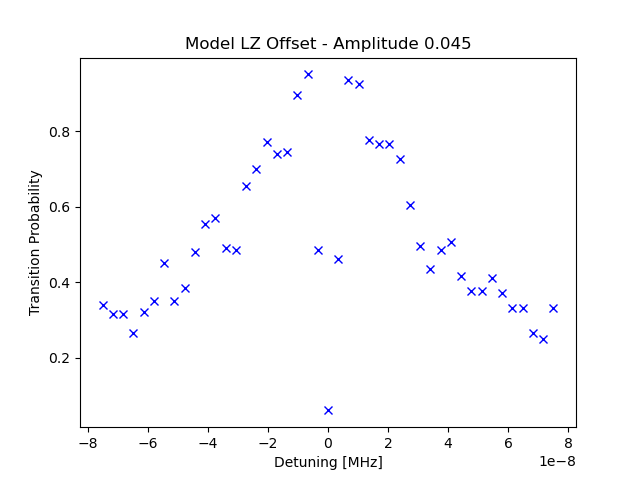 Model LZ Offset - Amplitude 0.045
Transition Probability
0.8
0.6
0.4
0.2
−8 −6 −4 −2 0 2 4 6 8
Detuning [MHz]
1e−8